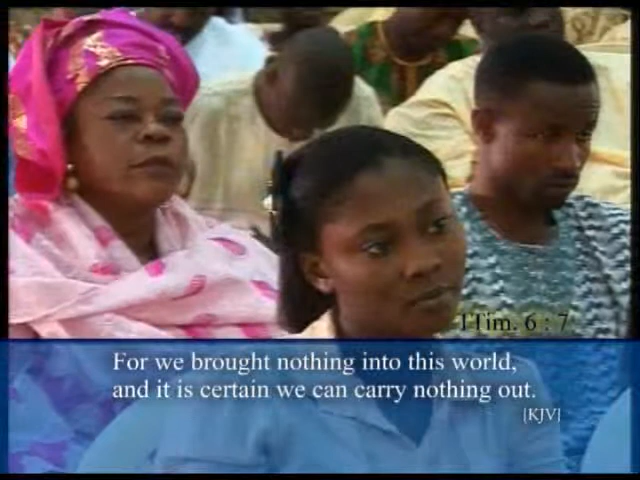 1Tim. 6 : 7
For we brought nothing into this world,
and it is certain we can carry nothing out.
[KJV]